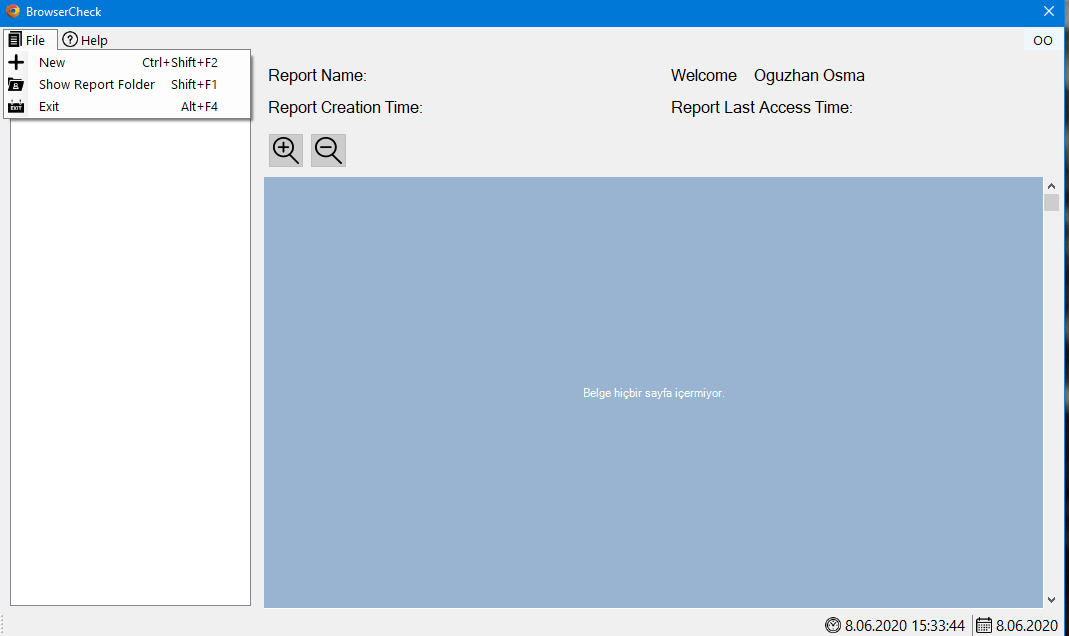 BrowserCheck
File Help OO
New Ctrl+Shift+F2
Show Report Folder Shift+F1
EXIT Exit Alt+F4
Report Name: Welcome Oguzhan Osma
Report Creation Time: Report Last Access Time:
Belge hiçbir sayfa içermiyor.
8.06.2020 15:33:44 8.06.2020